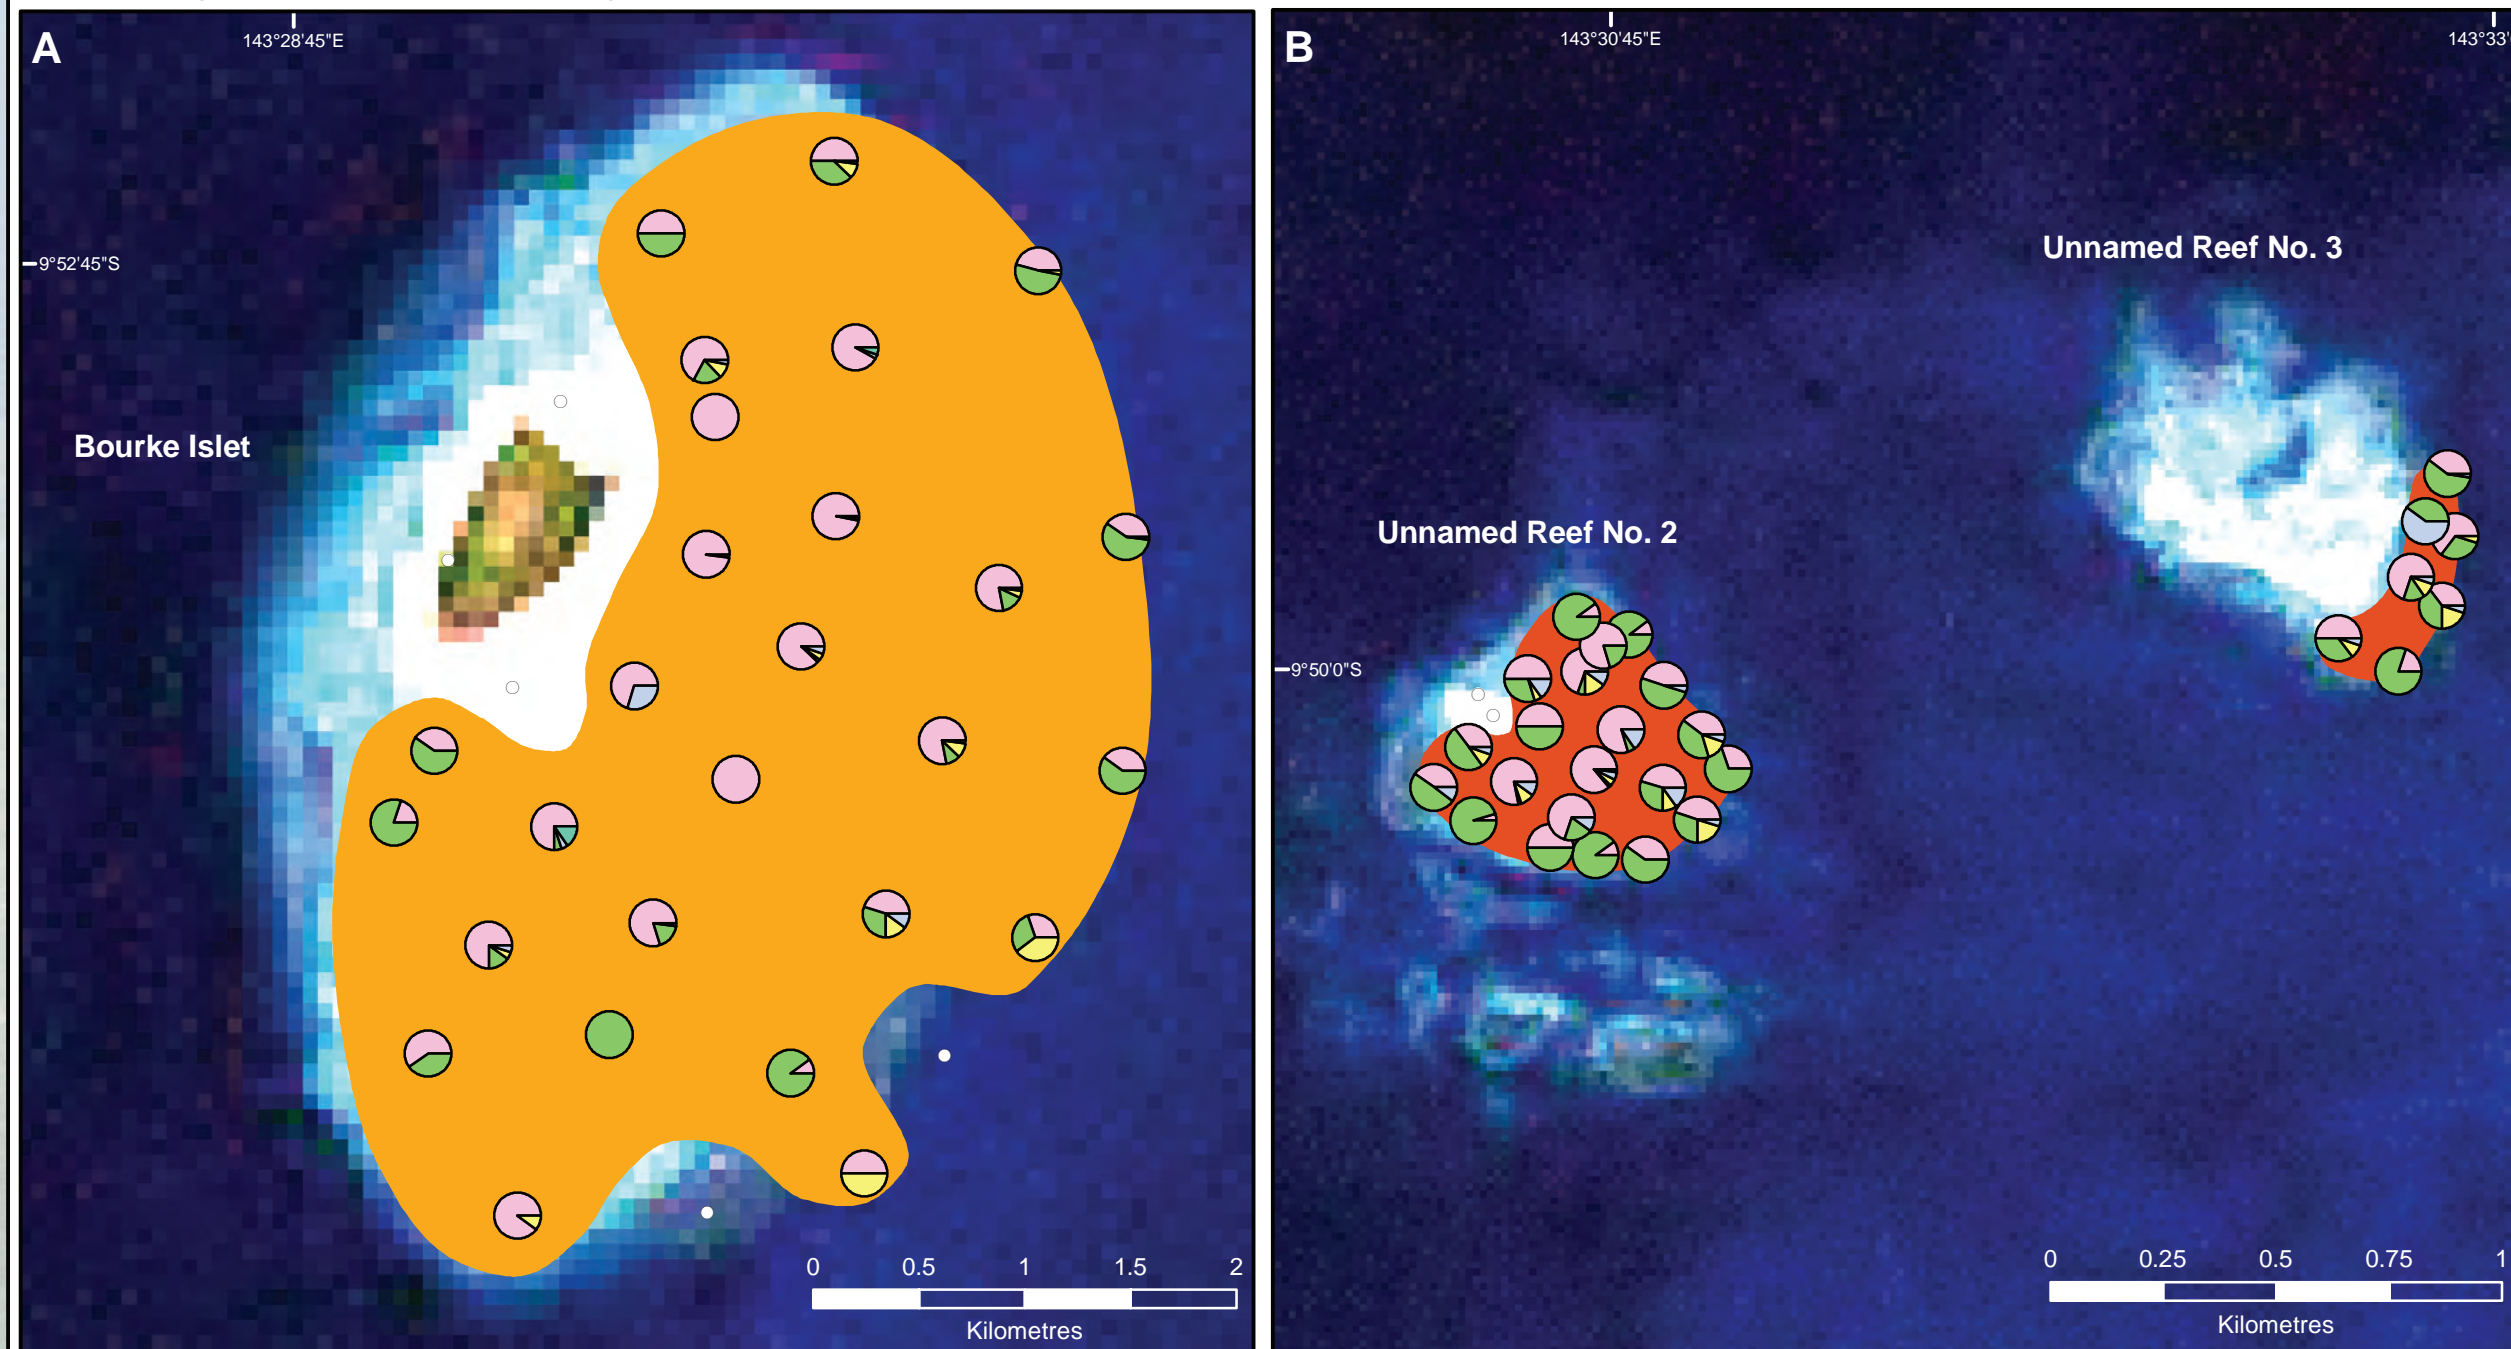 A
143°28'45"E
9°52'45"S
Bourke Islet
0 0.5 1 1.5 2
Kilometres
B
143°30'45"E
143°33'
Unnamed Reef No. 3
Unnamed Reef No. 2
9°50'0"S
0 0.25 0.5 0.75 1
Kilometres